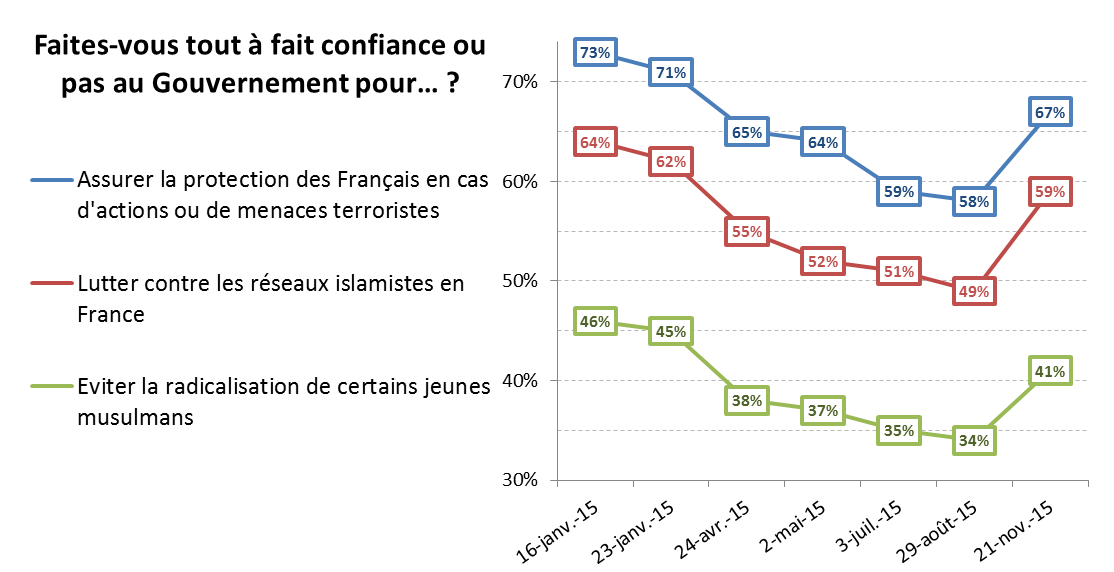 Faites-vous tout à fait confiance ou
pas au Gouvernement pour... ?
Assurer la protection des Français en cas
d'actions ou de menaces terroristes
Lutter contre les réseaux islamistes en
France
Eviter la radicalisation de certains jeunes
musulmans
70%
60%
50%
40%
30%
73%
71%
65%
64%
59%
58%
67%
64%
62%
55%
52%
51%
49%
59%
46%
45%
38%
37%
35%
34%
41%
16-janv.-15
23-janv.-15
24-avr.-15
2-mai-15
3-juil.-15
29-août-15
21-nov.-15